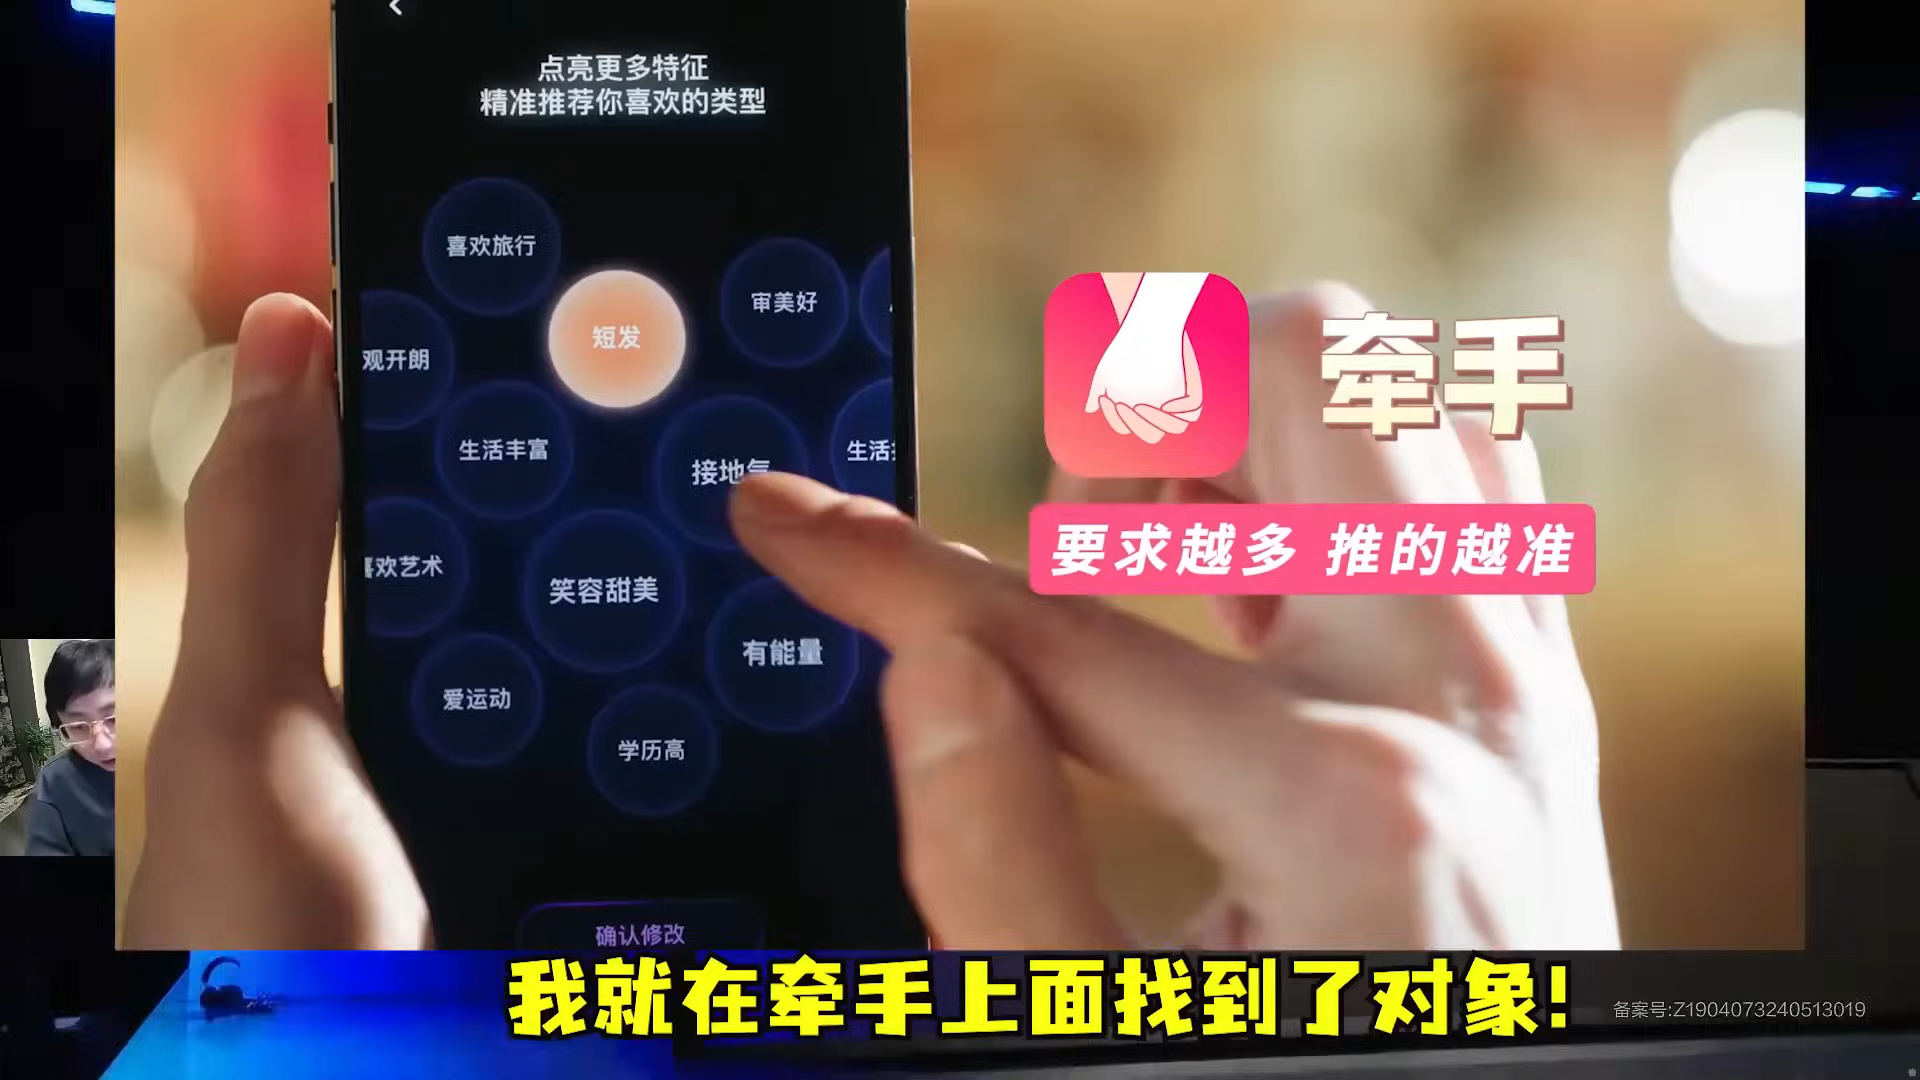 点亮更多特征
精准推荐你喜欢的类型
喜欢旅行
短发
审美好
观开朗
生活丰富
接地气
生活
喜欢艺术
笑容甜美
有能量
爱运动
学历高
确认修改
牵手
要求越多 推的越准
我就在牵手上面找到了对象!
备案号:Z1904073240513019